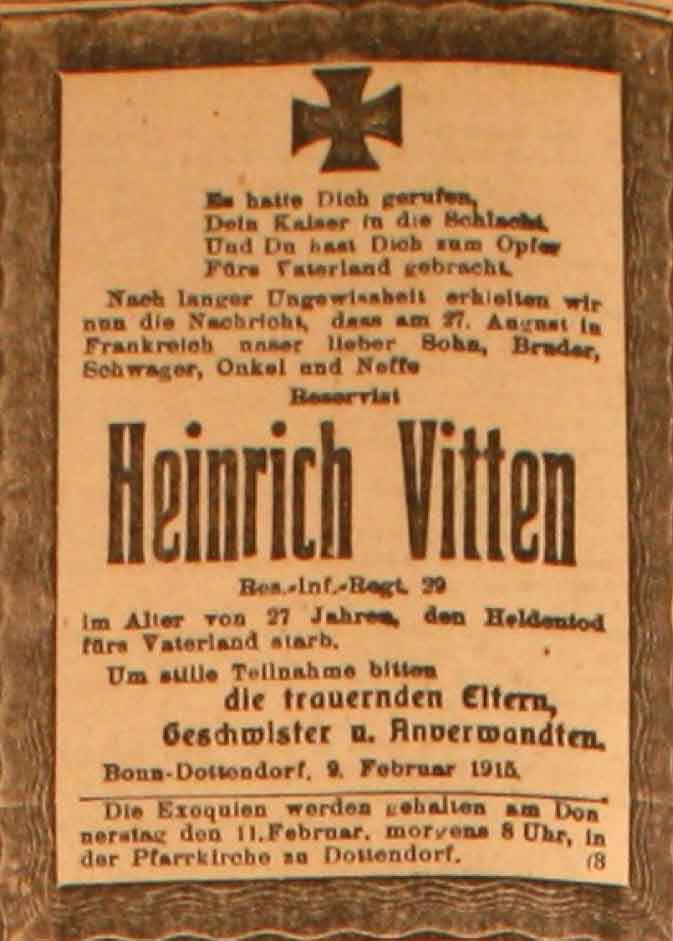 Es hatte Dich gerufen,
Dein Kaiser in die Schlacht,
Und Du hast Dich zum Opfer
Fürs Vaterland gebracht.
Nach langer Ungewissheit erhielten wir
nun die Nachricht, dass am 27. August in
Frankreich unser lieber Sohn, Bruder,
Schwager, Onkel und Neffe
Reservist
Heinrich Vitten
Res.-Inf.-Regt. 29
im Alter von 27 Jahren, den Heldentod
fürs Vaterland starb.
Um stille Teilnahme bitten
die trauernden Eltern,
Geschwister u. Anverwandten.
Bonn-Dottendorf, 9. Februar 1915.
Die Exequien werden gehalten am Don
nerstag den 11. Februar, morgens 8 Uhr, in
der Pfarrkirche zu Dottendorf. (8